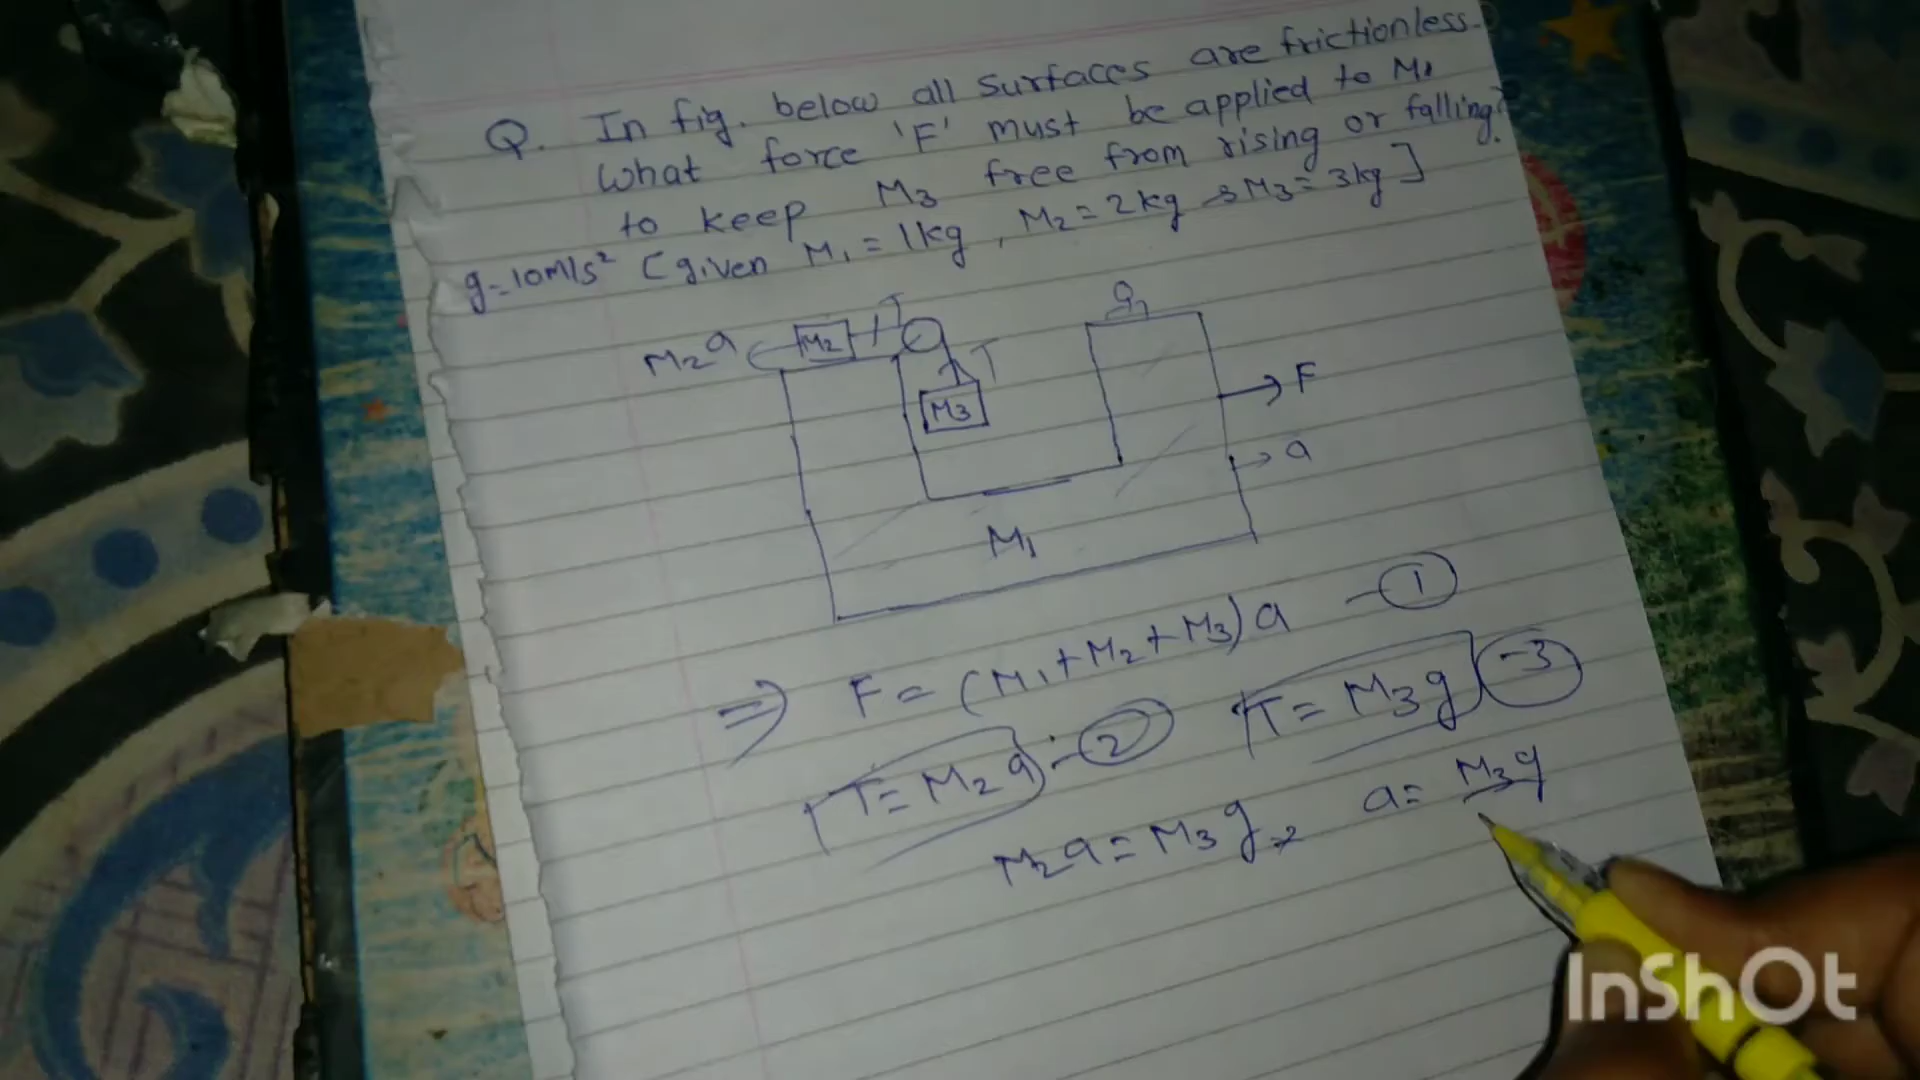 Q. In fig. below all surfaces are frictionless.
What force 'F' must be applied to M1
to keep M3 free from rising or falling?
g=10m/s² [given M1 = 1kg, M2 = 2kg, M3 = 3kg]
M2a M2 T
T
M3
F
a
M1
⇒ F = (M1+M2+M3)a -①
T= M2a -② T= M3g -3
M2a = M3g⇒ a= M3g
InShOt